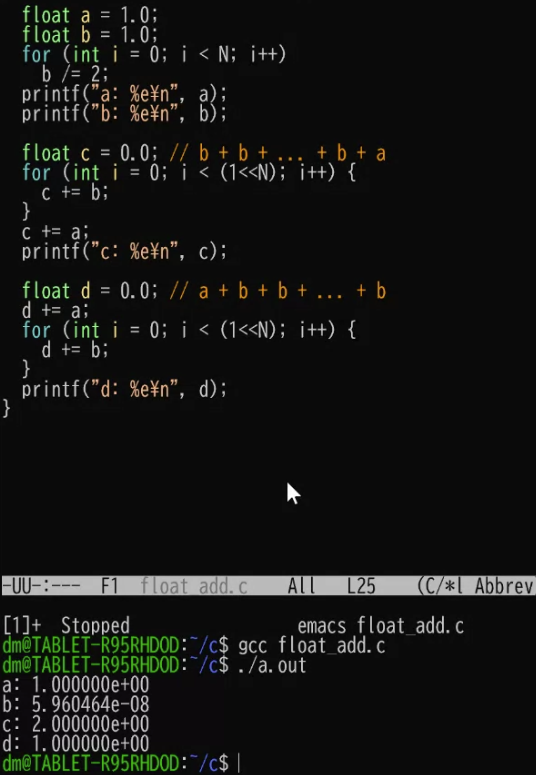 float a = 1.0;
float b = 1.0;
for (int i = 0; i < N; i++)
b /= 2;
printf("a: %e¥n", a);
printf("b: %e¥n", b);
float c = 0.0; // b + b + ... + b + a
for (int i = 0; i < (1<<N); i++) {
c += b;
}
c += a;
printf("c: %e¥n", c);
float d = 0.0; // a + b + b + ... + b
d += a;
for (int i = 0; i < (1<<N); i++) {
d += b;
}
printf("d: %e¥n", d);
}
-UU-:--- F1 float_add.c All L25 (C/*l Abbrev
[1]+ Stopped emacs float_add.c
dm@TABLET-R95RHDOD:~/c$ gcc float_add.c
dm@TABLET-R95RHDOD:~/c$ ./a.out
a: 1.000000e+00
b: 5.960464e-08
c: 2.000000e+00
d: 1.000000e+00
dm@TABLET-R95RHDOD:~/c$